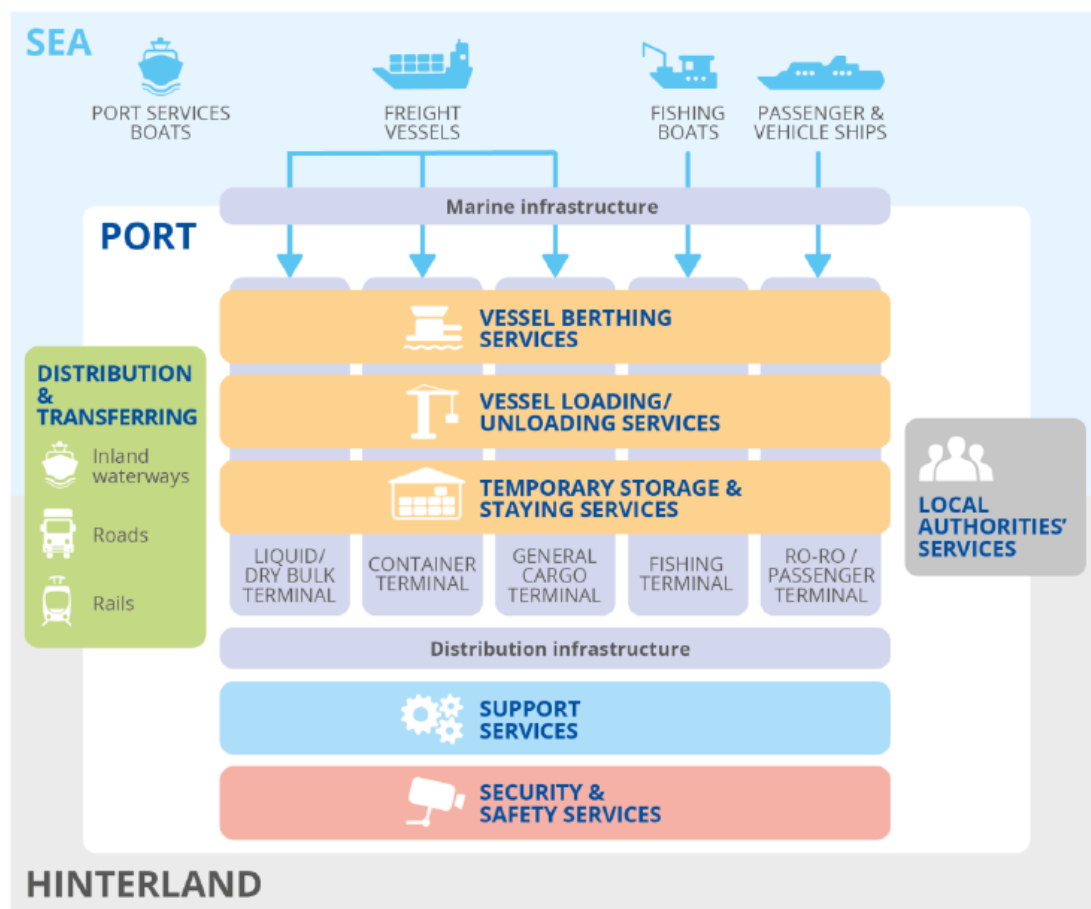 SEA
PORT SERVICES
BOATS
FREIGHT
VESSELS
FISHING
BOATS
PASSENGER &
VEHICLE SHIPS
Marine infrastructure
PORT
VESSEL BERTHING
SERVICES
DISTRIBUTION
&
TRANSFERRING
Inland
waterways
Roads
Rails
VESSEL LOADING/
UNLOADING SERVICES
TEMPORARY STORAGE &
STAYING SERVICES
LOCAL
AUTHORITIES'
SERVICES
LIQUID/
DRY BULK
TERMINAL
CONTAINER
TERMINAL
GENERAL
CARGO
TERMINAL
FISHING
TERMINAL
RO-RO /
PASSENGER
TERMINAL
Distribution infrastructure
SUPPORT
SERVICES
SECURITY &
SAFETY SERVICES
HINTERLAND